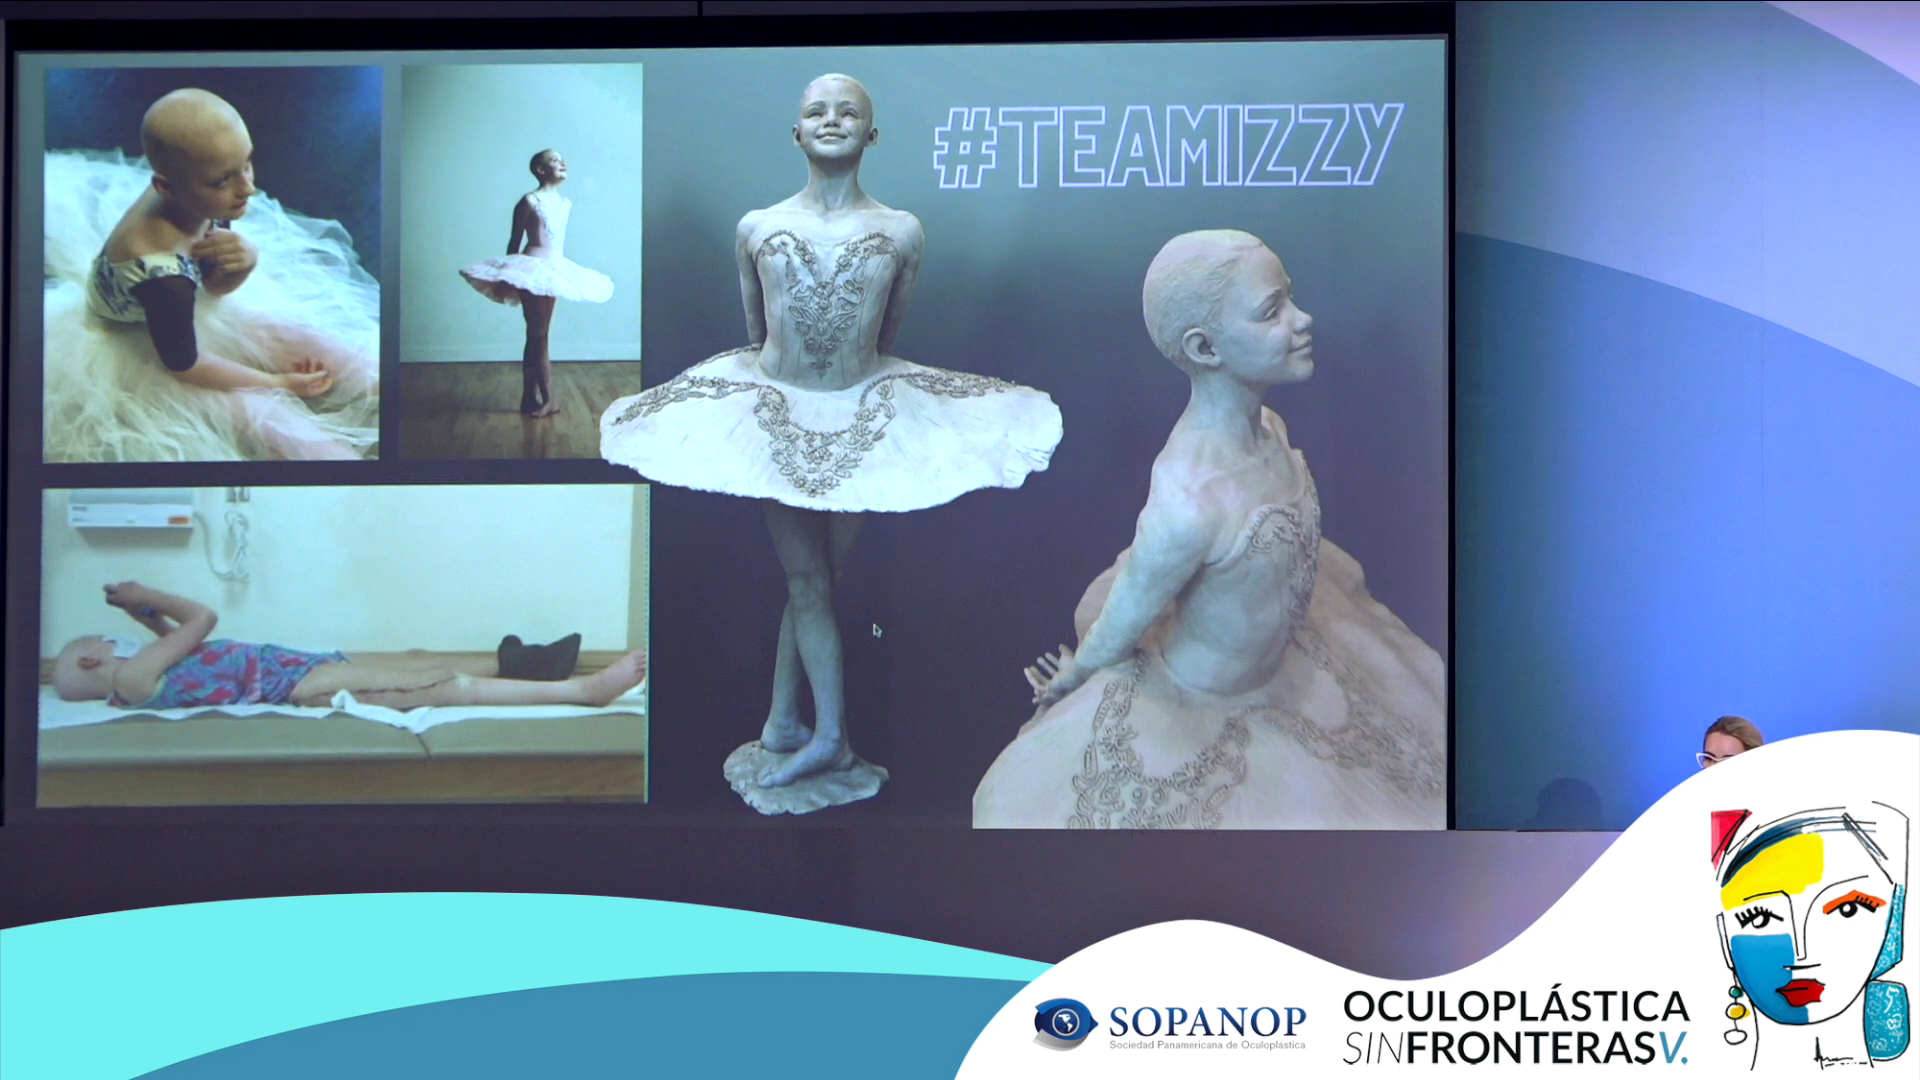 #TEAMIZZY
SOPANOP
Sociedad Panamericana de Oculoplástica
OCULOPLÁSTICA
SINFRONTERASV.